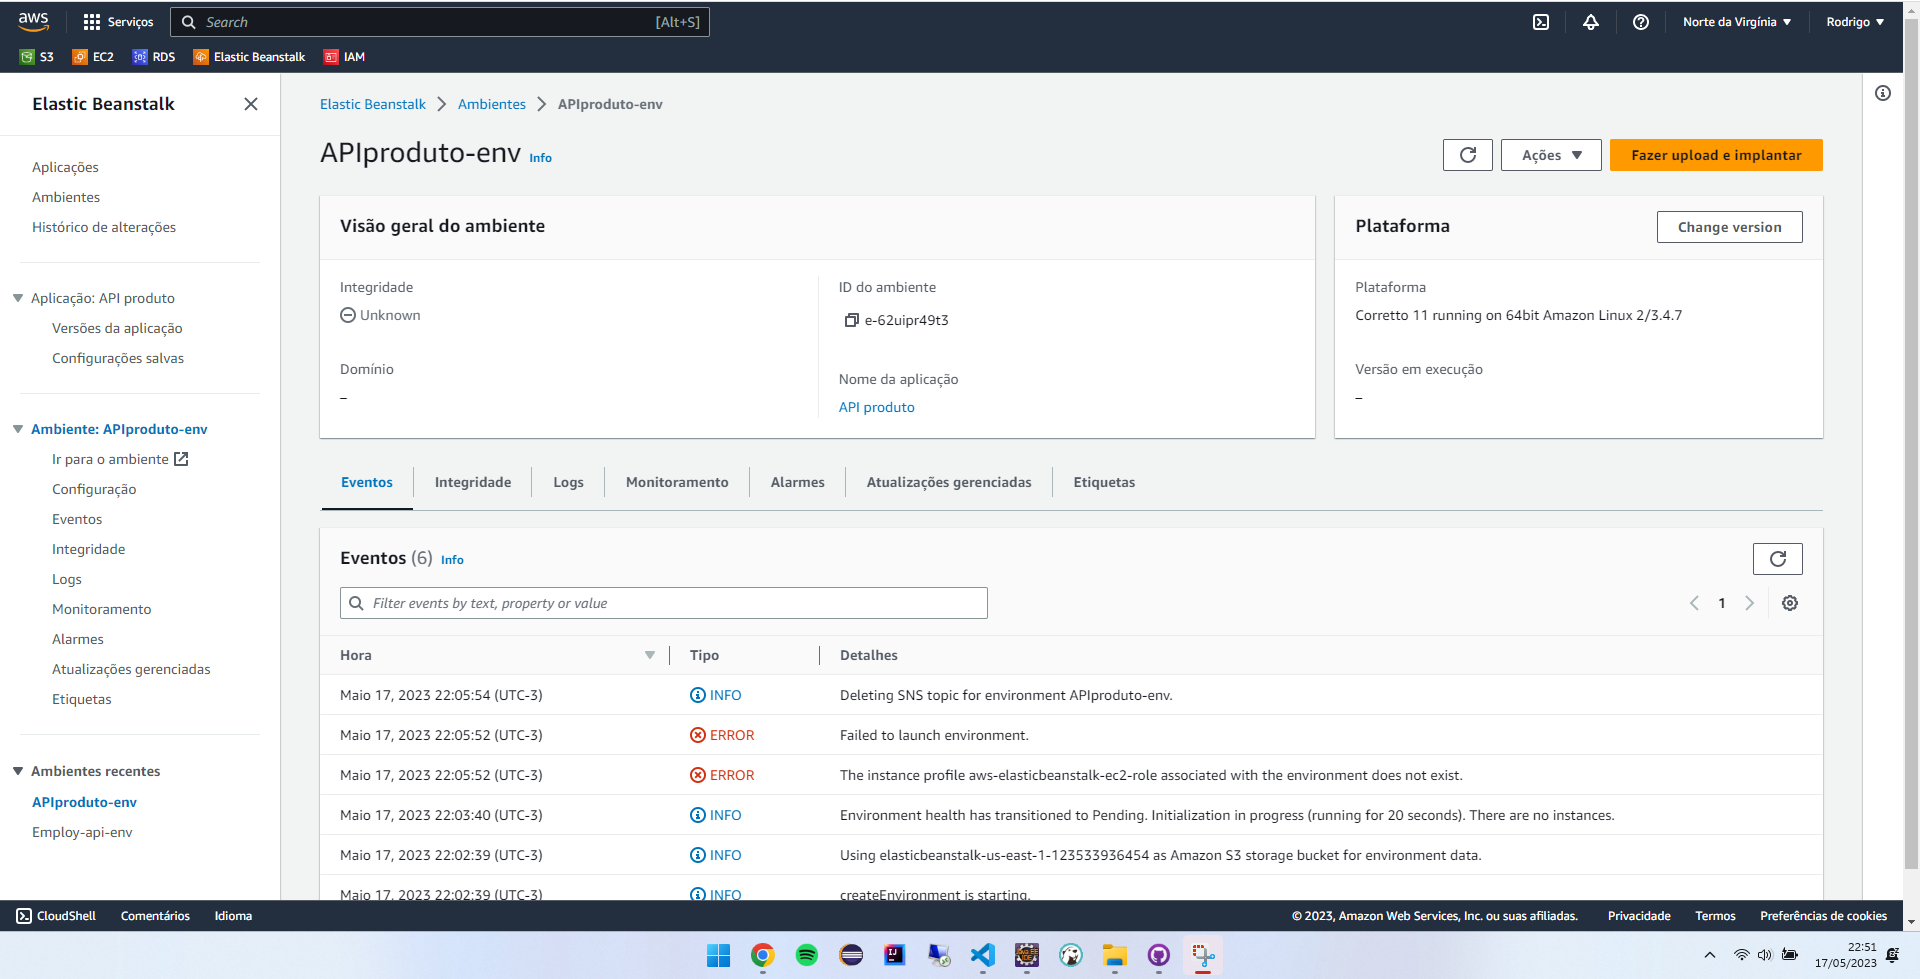 aws
Serviços
Search
[Alt+S]
Norte da Virgínia
Rodrigo
S3
EC2
RDS
Elastic Beanstalk
IAM
Elastic Beanstalk
Aplicações
Ambientes
Histórico de alterações
Aplicação: API produto
Versões da aplicação
Configurações salvas
Ambiente: APIproduto-env
Ir para o ambiente
Configuração
Eventos
Integridade
Logs
Monitoramento
Alarmes
Atualizações gerenciadas
Etiquetas
Ambientes recentes
APIproduto-env
Employ-api-env
Elastic Beanstalk
Ambientes
APIproduto-env
APIproduto-env Info
Ações
Fazer upload e implantar
Visão geral do ambiente
Integridade
Unknown
Domínio
–
ID do ambiente
e-62uipr49t3
Nome da aplicação
API produto
Plataforma
Change version
Plataforma
Corretto 11 running on 64bit Amazon Linux 2/3.4.7
Versão em execução
–
Eventos
Integridade
Logs
Monitoramento
Alarmes
Atualizações gerenciadas
Etiquetas
Eventos (6) Info
Filter events by text, property or value
1
Hora Tipo Detalhes
Maio 17, 2023 22:05:54 (UTC-3) INFO Deleting SNS topic for environment APIproduto-env.
Maio 17, 2023 22:05:52 (UTC-3) ERROR Failed to launch environment.
Maio 17, 2023 22:05:52 (UTC-3) ERROR The instance profile aws-elasticbeanstalk-ec2-role associated with the environment does not exist.
Maio 17, 2023 22:03:40 (UTC-3) INFO Environment health has transitioned to Pending. Initialization in progress (running for 20 seconds). There are no instances.
Maio 17, 2023 22:02:39 (UTC-3) INFO Using elasticbeanstalk-us-east-1-123533936454 as Amazon S3 storage bucket for environment data.
Maio 17, 2023 22:02:39 (UTC-3) INFO createEnvironment is starting.
CloudShell
Comentários
Idioma
© 2023, Amazon Web Services, Inc. ou suas afiliadas.
Privacidade
Termos
Preferências de cookies
22:51
17/05/2023